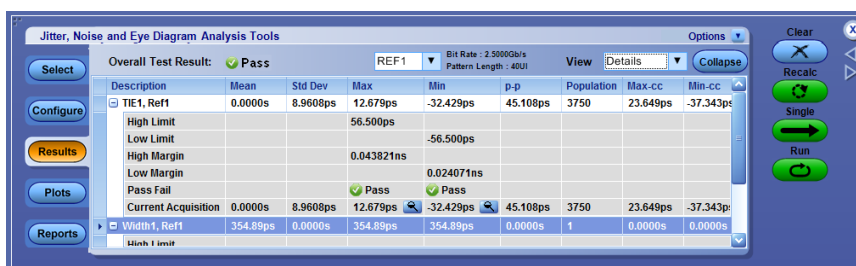 Jitter, Noise and Eye Diagram Analysis Tools Options Clear X
Overall Test Result: Pass REF1 Bit Rate : 2.5000Gb/s
Pattern Length : 40UI View Details Collapse
Select
Configure
Results
Plots
Reports
Description Mean Std Dev Max Min p-p Population Max-cc Min-cc
TIE1, Ref1 0.0000s 8.9608ps 12.679ps -32.429ps 45.108ps 3750 23.649ps -37.343ps
High Limit 56.500ps
Low Limit -56.500ps
High Margin 0.043821ns
Low Margin 0.024071ns
Pass Fail Pass Pass
Current Acquisition 0.0000s 8.9608ps 12.679ps -32.429ps 45.108ps 3750 23.649ps -37.343ps
Width1, Ref1 354.89ps 0.0000s 354.89ps 354.89ps 0.0000s 1 0.0000s 0.0000s
High Limit
Recalc
Single
Run